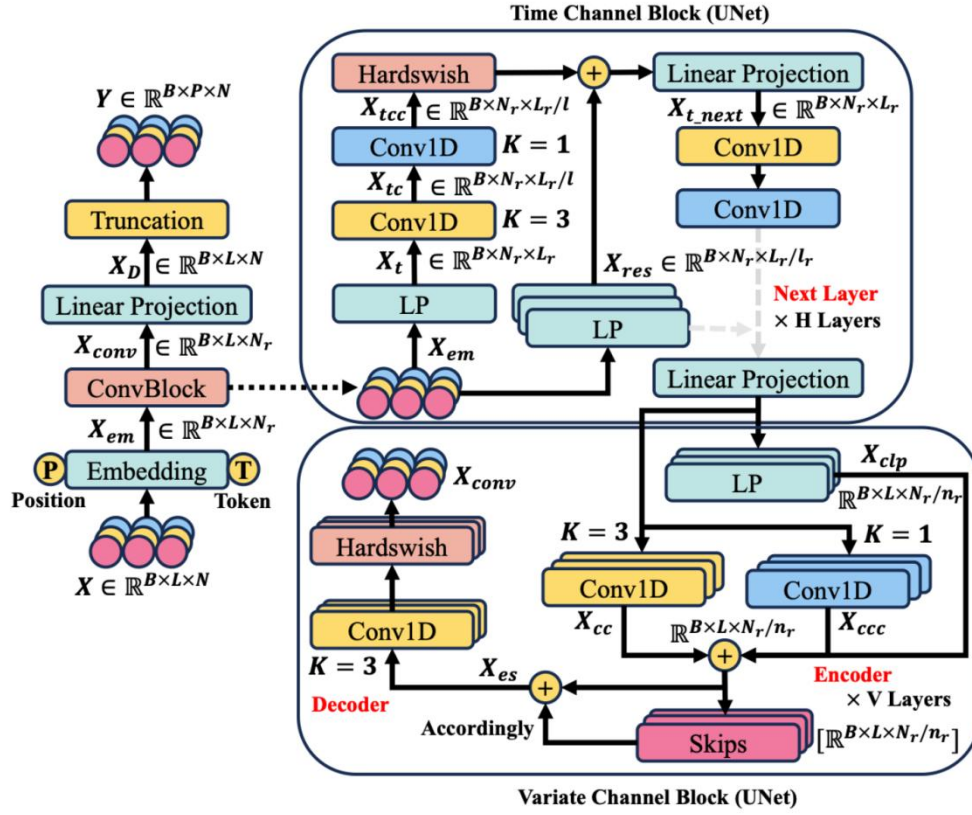 Time Channel Block (UNet)
Y ∈ ℝ^{B×P×N}
Truncation
X_D ∈ ℝ^{B×L×N}
Linear Projection
X_conv ∈ ℝ^{B×L×N_r}
ConvBlock
X_em ∈ ℝ^{B×L×N_r}
P
Embedding
T
Position
Token
X ∈ ℝ^{B×L×N}
Hardswish
X_tcc ∈ ℝ^{B×N_r×L_r/l}
Conv1D
K = 1
X_tc ∈ ℝ^{B×N_r×L_r/l}
Conv1D
K = 3
X_t ∈ ℝ^{B×N_r×L_r}
LP
X_em
+
X_res ∈ ℝ^{B×N_r×L_r/l_r}
LP
Linear Projection
X_{t_next} ∈ ℝ^{B×N_r×L_r}
Conv1D
Conv1D
Next Layer
× H Layers
Linear Projection
LP
X_clp
ℝ^{B×L×N_r/n_r}
K = 3
K = 1
Conv1D
Conv1D
X_cc
ℝ^{B×L×N_r/n_r}
X_ccc
+
Encoder
× V Layers
Skips
[ℝ^{B×L×N_r/n_r}]
Accordingly
+
X_es
Decoder
K = 3
Conv1D
Hardswish
X_conv
Variate Channel Block (UNet)